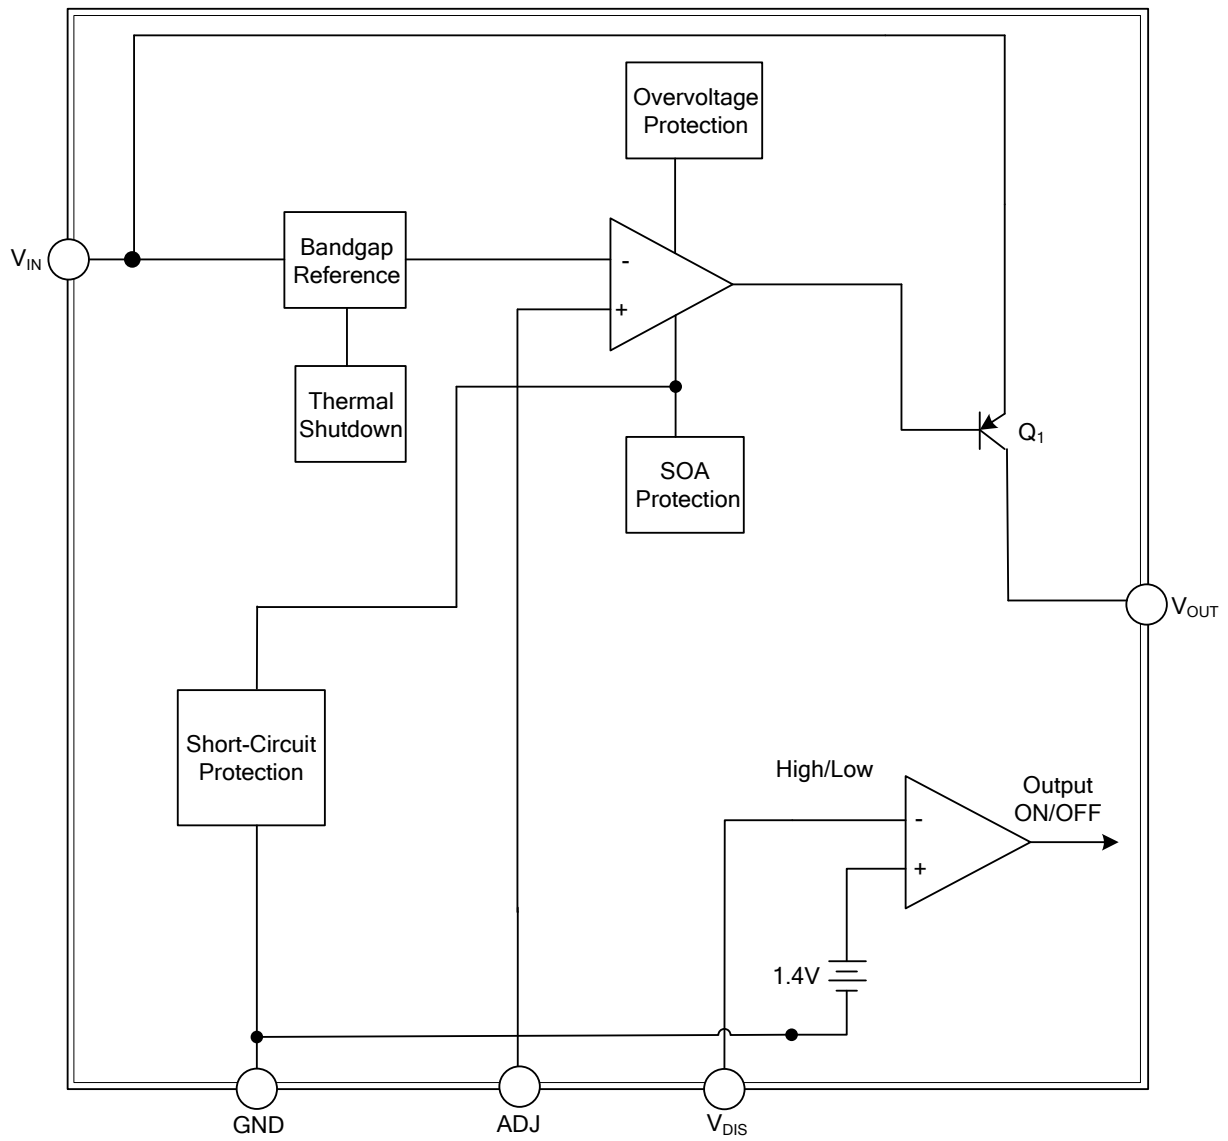 Overvoltage
Protection
V_IN
Bandgap
Reference
-
+
Thermal
Shutdown
Q_1
SOA
Protection
V_OUT
Short-Circuit
Protection
High/Low
Output
ON/OFF
-
+
1.4V
GND
ADJ
V_DIS